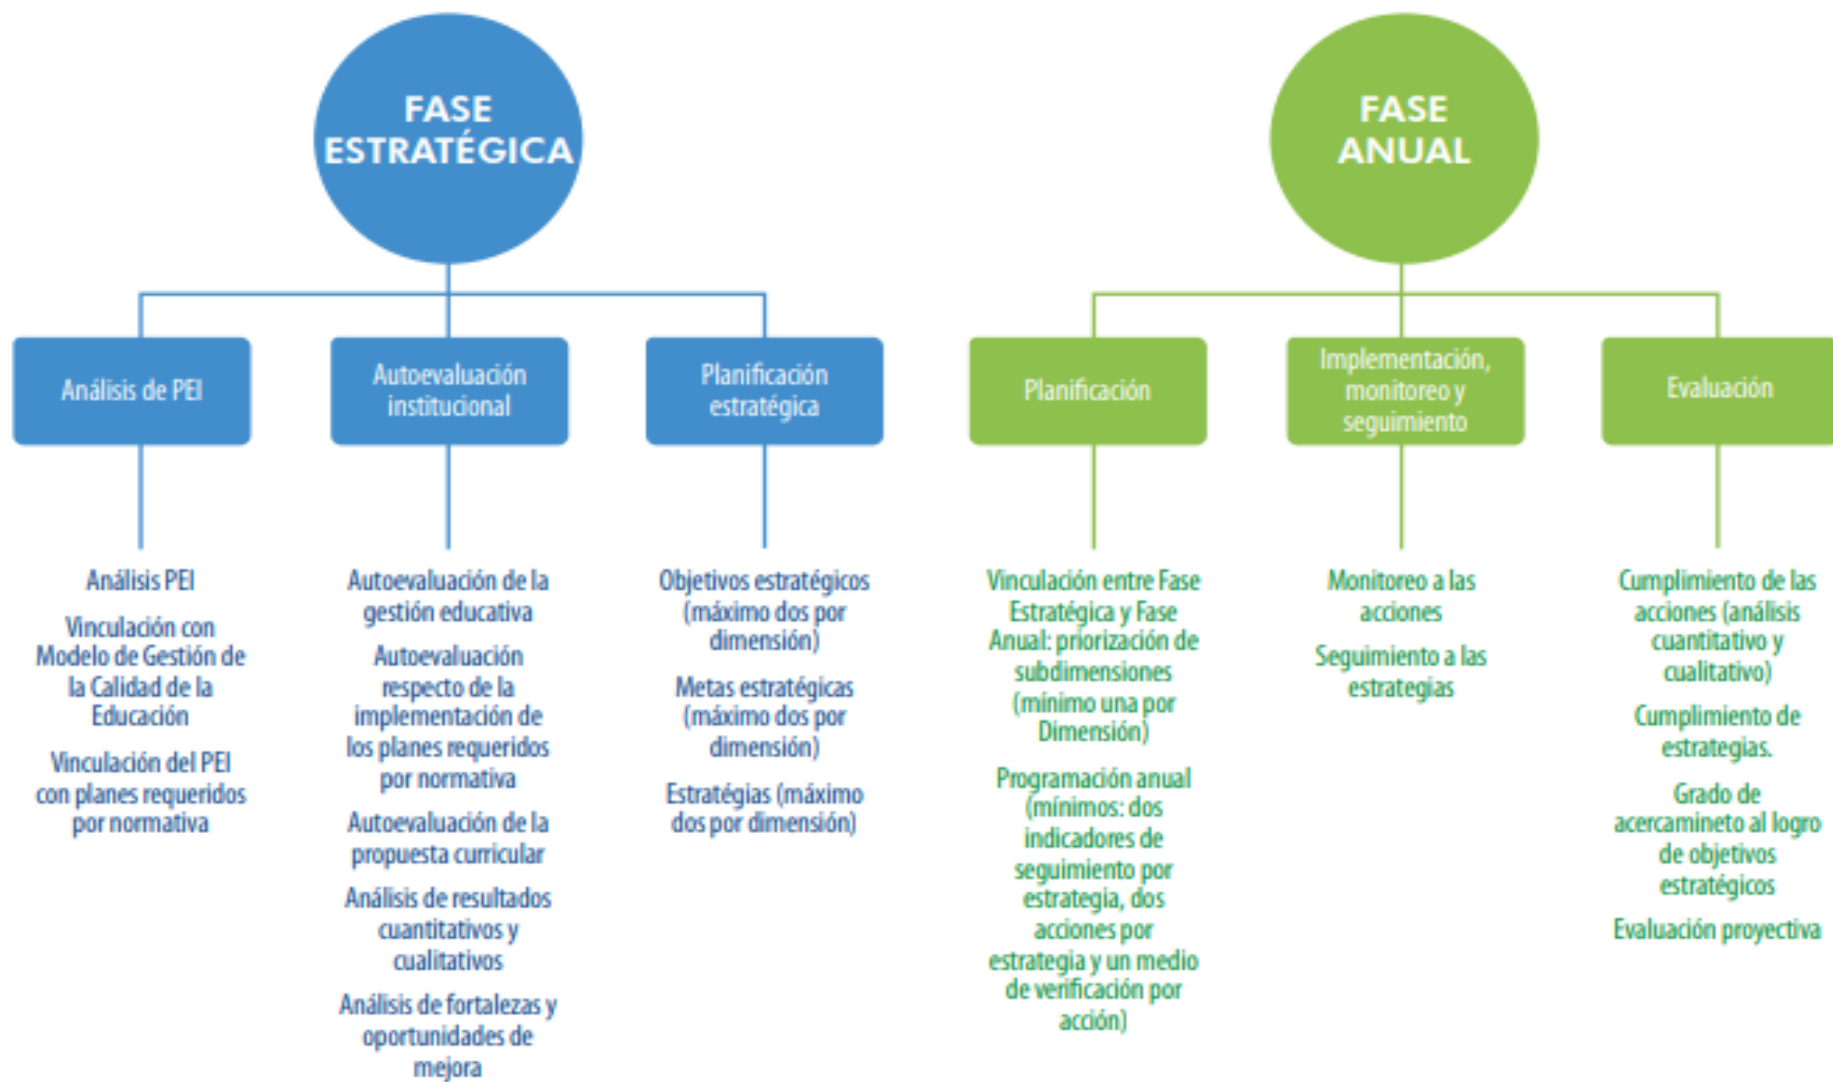 FASE
ESTRATÉGICA
Análisis de PEI
Autoevaluación
institucional
Planificación
estratégica
Análisis PEI
Vinculación con
Modelo de Gestión de
la Calidad de la
Educación
Vinculación del PEI
con planes requeridos
por normativa
Autoevaluación de la
gestión educativa
Autoevaluación
respecto de la
implementación de
los planes requeridos
por normativa
Autoevaluación de la
propuesta curricular
Análisis de resultados
cuantitativos y
cualitativos
Análisis de fortalezas y
oportunidades de
mejora
Objetivos estratégicos
(máximo dos por
dimensión)
Metas estratégicas
(máximo dos por
dimensión)
Estratégias (máximo
dos por dimensión)
FASE
ANUAL
Planificación
Implementación,
monitoreo y
seguimiento
Evaluación
Vinculación entre Fase
Estratégica y Fase
Anual: priorización de
subdimensiones
(mínimo una por
Dimensión)
Programación anual
(mínimos: dos
indicadores de
seguimiento por
estrategia, dos
acciones por
estrategia y un medio
de verificación por
acción)
Monitoreo a las
acciones
Seguimiento a las
estrategias
Cumplimiento de las
acciones (análisis
cuantitativo y
cualitativo)
Cumplimiento de
estrategias.
Grado de
acercamineto al logro
de objetivos
estratégicos
Evaluación proyectiva